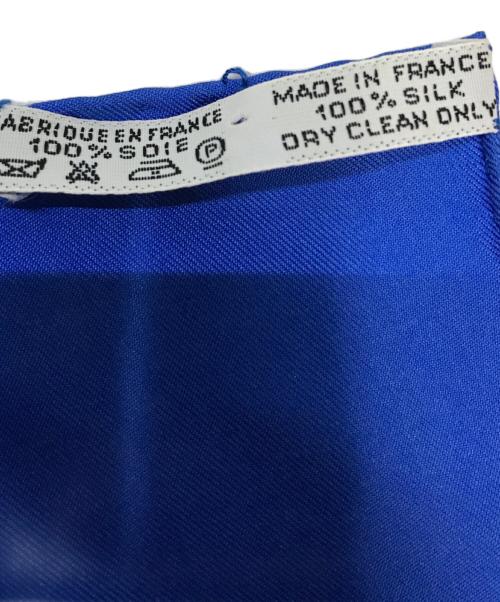 ABRIQUE EN FRANCE
100% SOIE
P
MADE IN FRANCE
100% SILK
DRY CLEAN ONLY